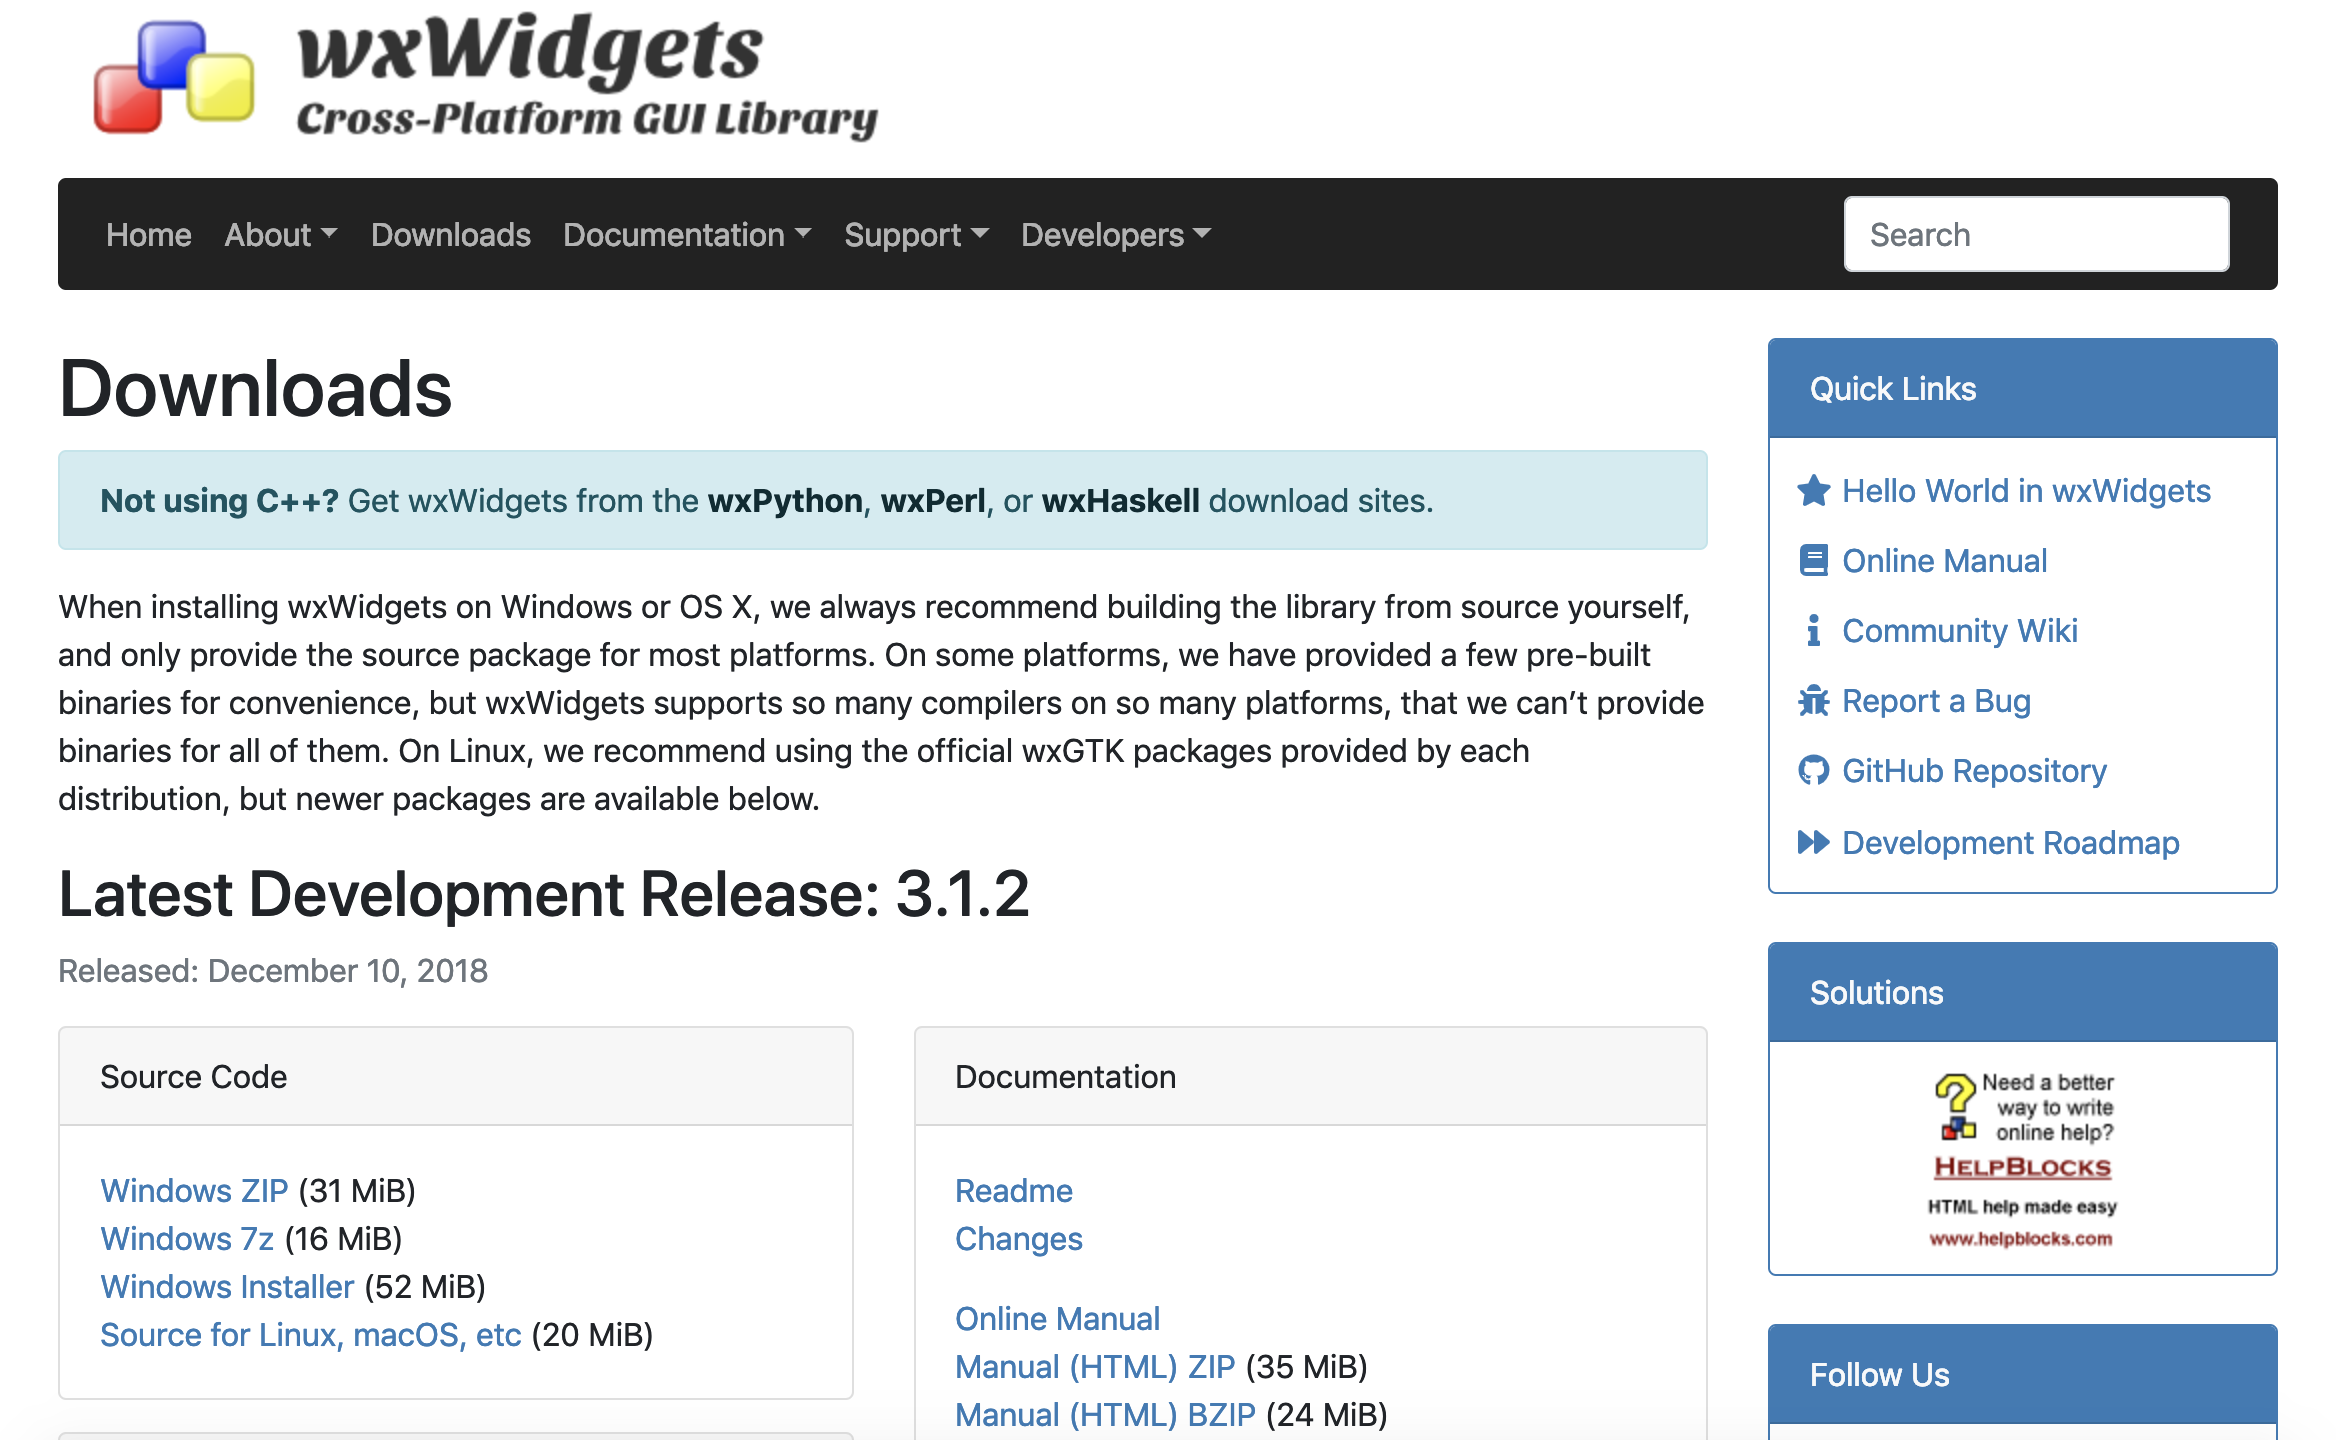 wxWidgets
Cross-Platform GUI Library
Home About Downloads Documentation Support Developers Search
Downloads
Not using C++? Get wxWidgets from the wxPython, wxPerl, or wxHaskell download sites.
When installing wxWidgets on Windows or OS X, we always recommend building the library from source yourself,
and only provide the source package for most platforms. On some platforms, we have provided a few pre-built
binaries for convenience, but wxWidgets supports so many compilers on so many platforms, that we can’t provide
binaries for all of them. On Linux, we recommend using the official wxGTK packages provided by each
distribution, but newer packages are available below.
Latest Development Release: 3.1.2
Released: December 10, 2018
Source Code
Windows ZIP (31 MiB)
Windows 7z (16 MiB)
Windows Installer (52 MiB)
Source for Linux, macOS, etc (20 MiB)
Documentation
Readme
Changes
Online Manual
Manual (HTML) ZIP (35 MiB)
Manual (HTML) BZIP (24 MiB)
Quick Links
Hello World in wxWidgets
Online Manual
Community Wiki
Report a Bug
GitHub Repository
Development Roadmap
Solutions
Need a better
way to write
online help?
HELPBLOCKS
HTML help made easy
www.helpblocks.com
Follow Us